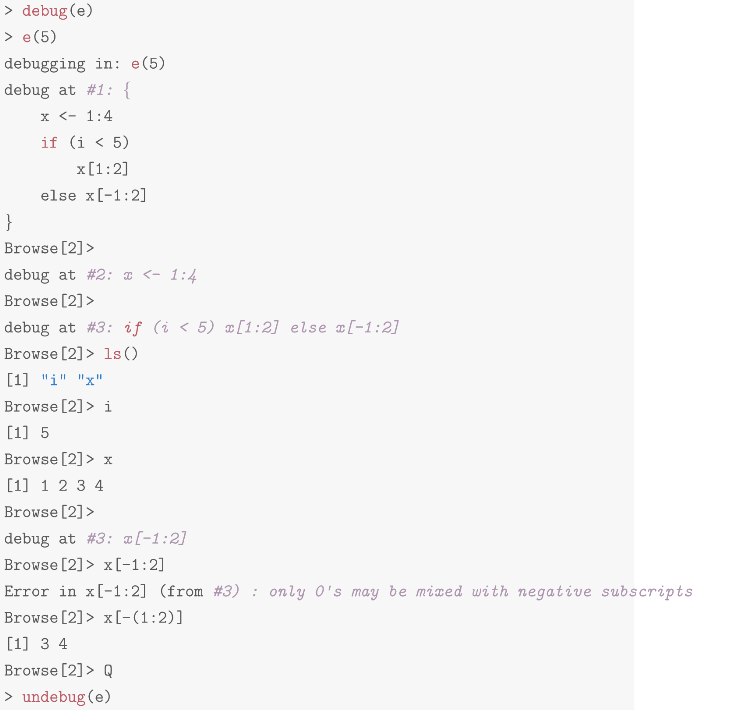 > debug(e)
> e(5)
debugging in: e(5)
debug at #1: {
    x <- 1:4
    if (i < 5)
        x[1:2]
    else x[-1:2]
}
Browse[2]>
debug at #2: x <- 1:4
Browse[2]>
debug at #3: if (i < 5) x[1:2] else x[-1:2]
Browse[2]> ls()
[1] "i" "x"
Browse[2]> i
[1] 5
Browse[2]> x
[1] 1 2 3 4
Browse[2]>
debug at #3: x[-1:2]
Browse[2]> x[-1:2]
Error in x[-1:2] (from #3) : only 0's may be mixed with negative subscripts
Browse[2]> x[-(1:2)]
[1] 3 4
Browse[2]> Q
> undebug(e)